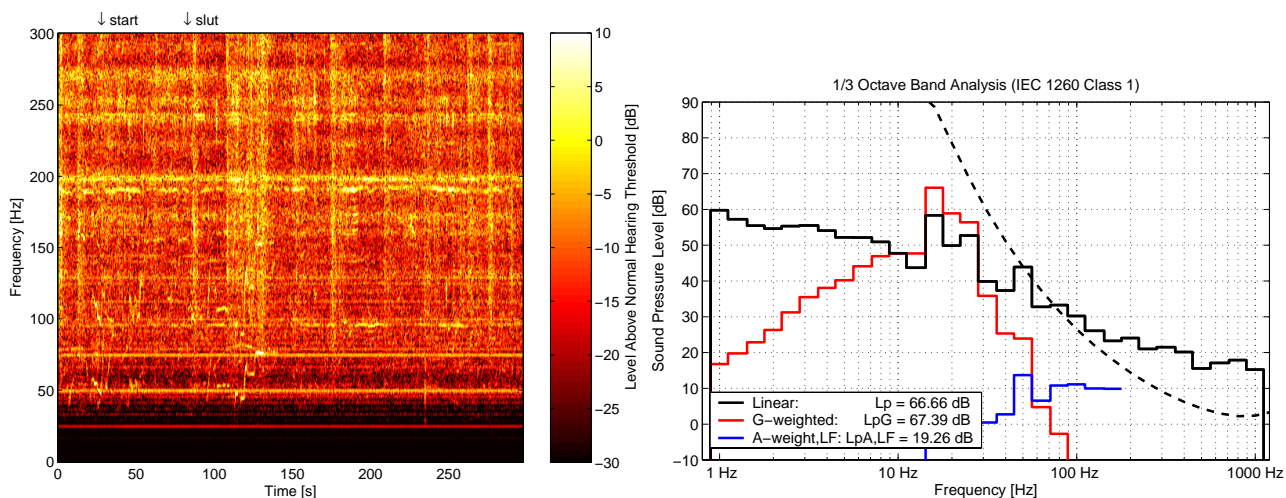 ↓ start
↓ slut
300
250
200
150
100
50
0
Frequency [Hz]
0
50
100
150
200
250
Time [s]
10
5
0
−5
−10
−15
−20
−25
−30
Level Above Normal Hearing Threshold [dB]
1/3 Octave Band Analysis (IEC 1260 Class 1)
90
80
70
60
50
40
30
20
10
0
−10
Sound Pressure Level [dB]
Linear: Lp = 66.66 dB
G−weighted: LpG = 67.39 dB
A−weight,LF: LpA,LF = 19.26 dB
1 Hz
10 Hz
100 Hz
1000 Hz
Frequency [Hz]